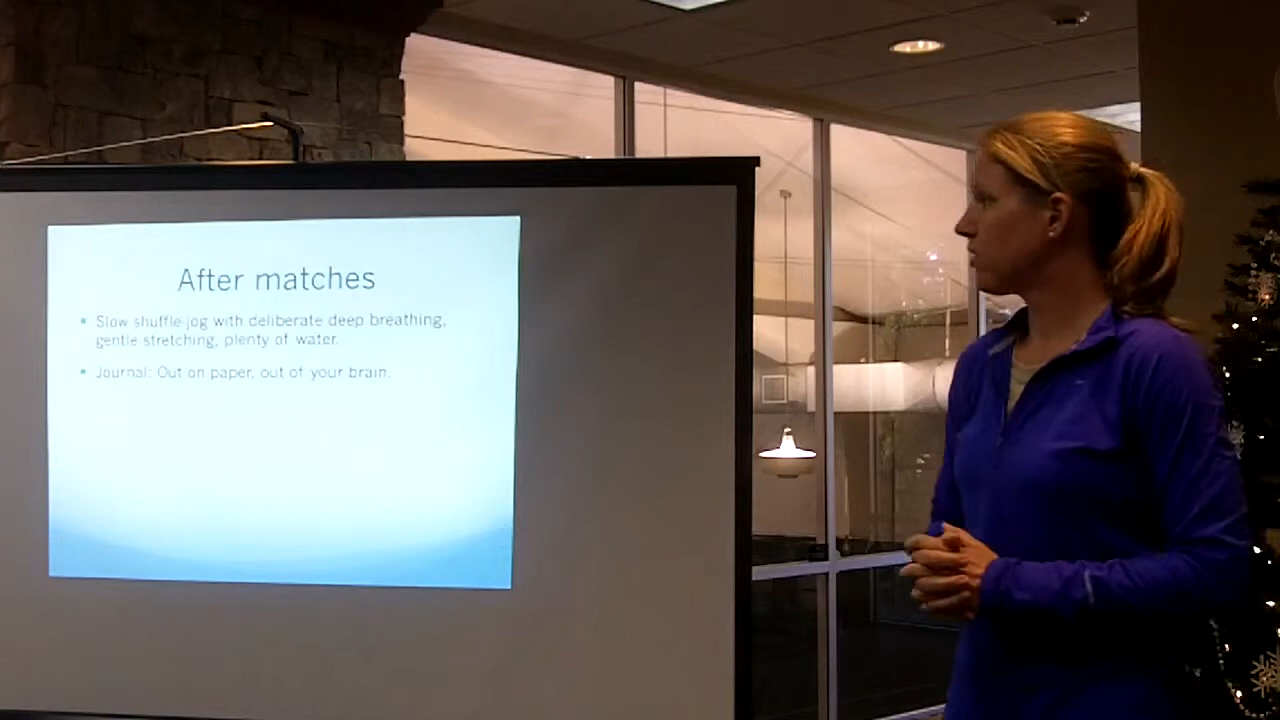 After matches
• Slow shuffle-jog with deliberate deep breathing,
gentle stretching, plenty of water.
• Journal: Out on paper, out of your brain.